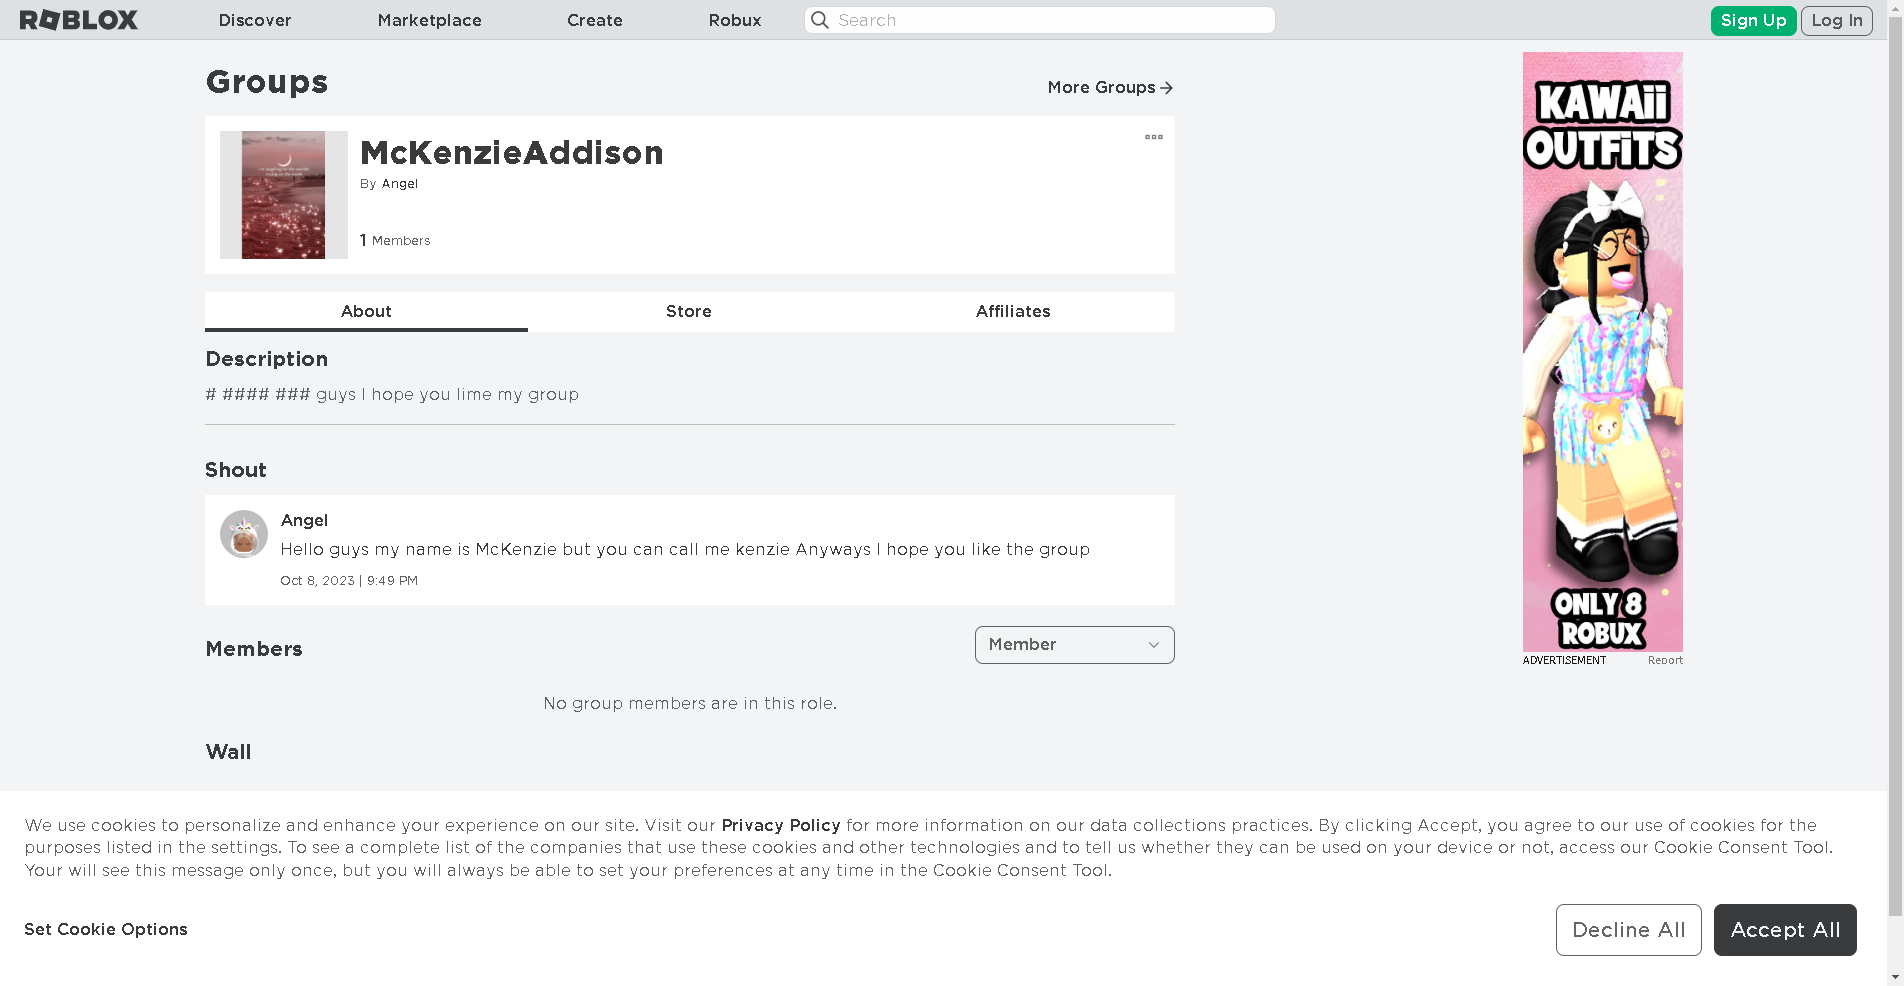 ROBLOX
Discover
Marketplace
Create
Robux
Search
Sign Up
Log In
Groups
More Groups
McKenzieAddison
By Angel
1 Members
About
Store
Affiliates
Description
# #### ### guys I hope you lime my group
Shout
Angel
Hello guys my name is McKenzie but you can call me kenzie Anyways I hope you like the group
Oct 8, 2023 | 9:49 PM
Members
Member
No group members are in this role.
Wall
KAWAii
OUTFiTS
ONLY 8
ROBUX
ADVERTISEMENT
Report
We use cookies to personalize and enhance your experience on our site. Visit our Privacy Policy for more information on our data collections practices. By clicking Accept, you agree to our use of cookies for the
purposes listed in the settings. To see a complete list of the companies that use these cookies and other technologies and to tell us whether they can be used on your device or not, access our Cookie Consent Tool.
Your will see this message only once, but you will always be able to set your preferences at any time in the Cookie Consent Tool.
Set Cookie Options
Decline All
Accept All